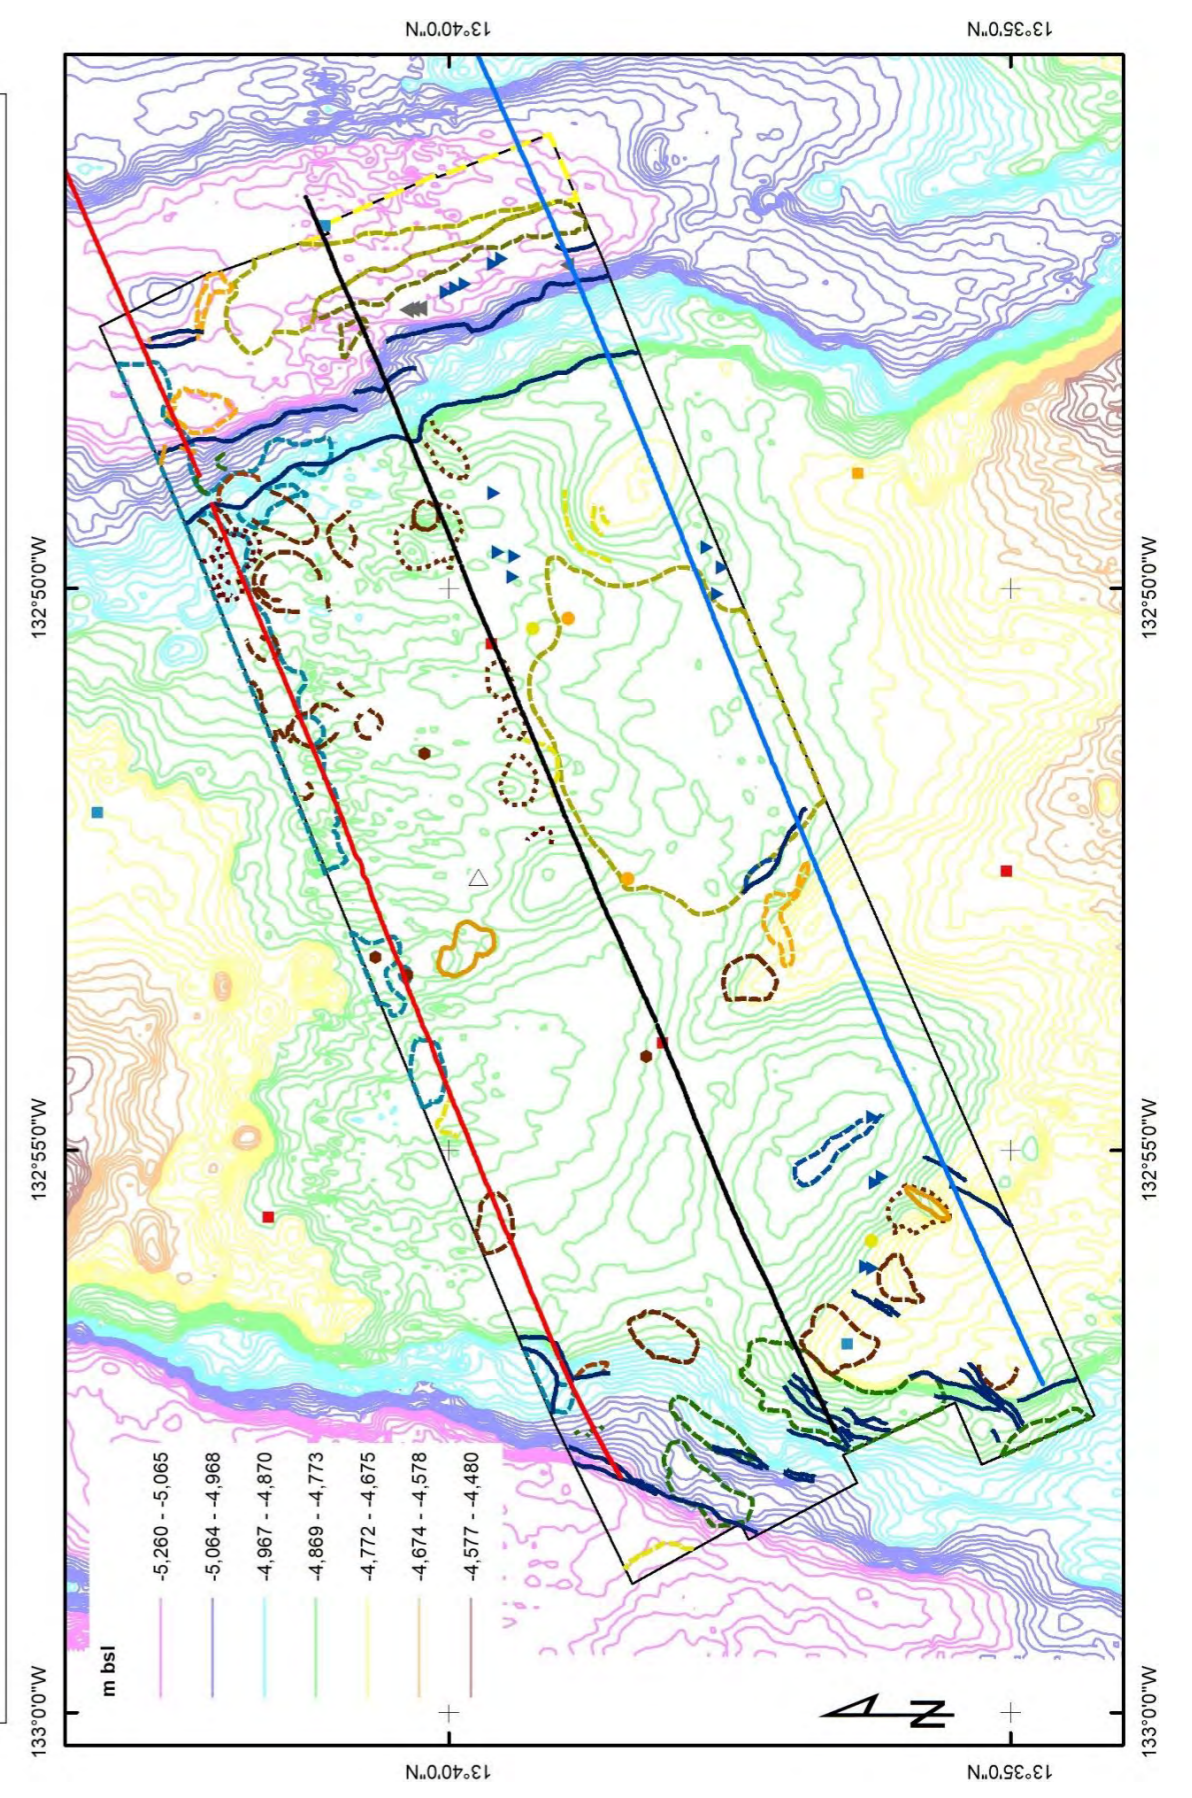 13°40'0"N
13°35'0"N
132°50'0"W
132°50'0"W
132°55'0"W
132°55'0"W
133°0'0"W
133°0'0"W
m bsl
-5,260 - -5,065
-5,064 - -4,968
-4,967 - -4,870
-4,869 - -4,773
-4,772 - -4,675
-4,674 - -4,578
-4,577 - -4,480
N
13°40'0"N
13°35'0"N